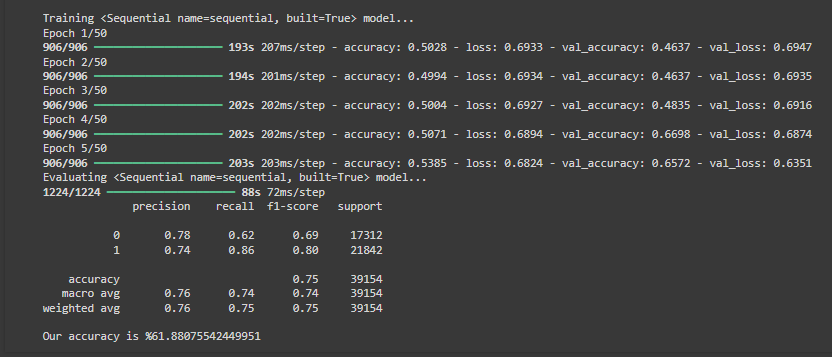 Training <Sequential name=sequential, built=True> model...
Epoch 1/50
906/906 ━━━━━━━━━━━━━━━━━━━━ 193s 207ms/step - accuracy: 0.5028 - loss: 0.6933 - val_accuracy: 0.4637 - val_loss: 0.6947
Epoch 2/50
906/906 ━━━━━━━━━━━━━━━━━━━━ 194s 201ms/step - accuracy: 0.4994 - loss: 0.6934 - val_accuracy: 0.4637 - val_loss: 0.6935
Epoch 3/50
906/906 ━━━━━━━━━━━━━━━━━━━━ 202s 202ms/step - accuracy: 0.5004 - loss: 0.6927 - val_accuracy: 0.4835 - val_loss: 0.6916
Epoch 4/50
906/906 ━━━━━━━━━━━━━━━━━━━━ 202s 202ms/step - accuracy: 0.5071 - loss: 0.6894 - val_accuracy: 0.6698 - val_loss: 0.6874
Epoch 5/50
906/906 ━━━━━━━━━━━━━━━━━━━━ 203s 203ms/step - accuracy: 0.5385 - loss: 0.6824 - val_accuracy: 0.6572 - val_loss: 0.6351
Evaluating <Sequential name=sequential, built=True> model...
1224/1224 ━━━━━━━━━━━━━━━━━━━━ 88s 72ms/step
precision recall f1-score support
0 0.78 0.62 0.69 17312
1 0.74 0.86 0.80 21842
accuracy 0.75 39154
macro avg 0.76 0.74 0.74 39154
weighted avg 0.76 0.75 0.75 39154
Our accuracy is %61.88075542449951